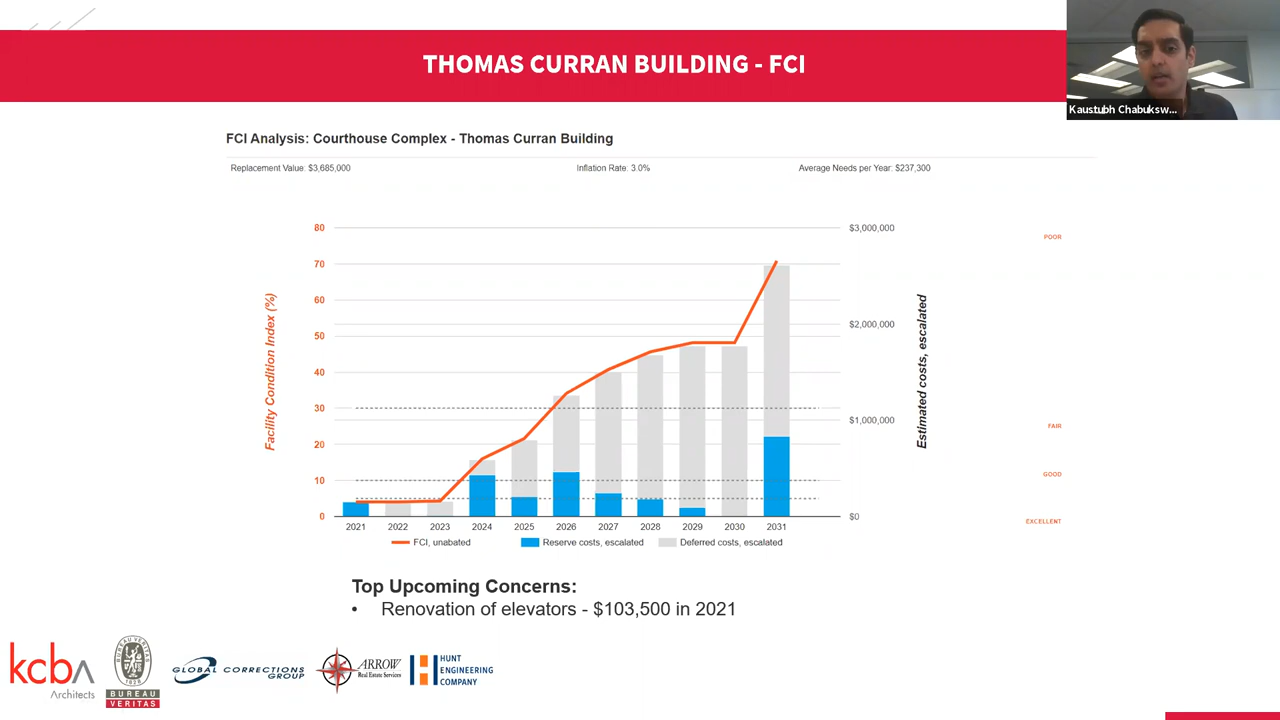 THOMAS CURRAN BUILDING - FCI
Kaustubh Chabuksw...
FCI Analysis: Courthouse Complex - Thomas Curran Building
Replacement Value: $3,685,000 Inflation Rate: 3.0% Average Needs per Year: $237,300
Facility Condition Index (%)
80
70
60
50
40
30
20
10
0
$3,000,000
$2,000,000
$1,000,000
$0
Estimated costs, escalated
POOR
FAIR
GOOD
EXCELLENT
2021 2022 2023 2024 2025 2026 2027 2028 2029 2030 2031
FCI, unabated Reserve costs, escalated Deferred costs, escalated
Top Upcoming Concerns:
• Renovation of elevators - $103,500 in 2021
kcba
Architects
BUREAU VERITAS
1828
BUREAU
VERITAS
GLOBAL CORRECTIONS
GROUP
ARROW
Real Estate Services
HUNT
ENGINEERING
COMPANY